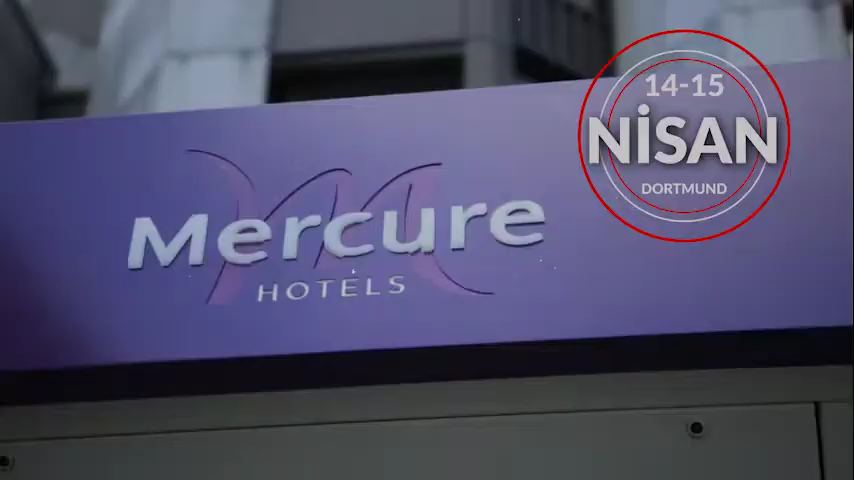 14-15
NİSAN
DORTMUND
Mercure
HOTELS